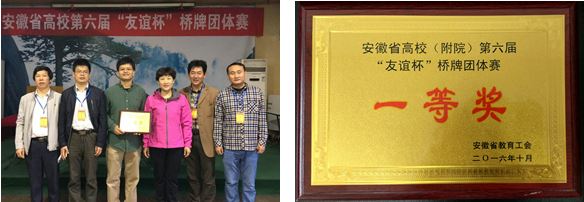 安徽省高校第六届“友谊杯”桥牌团体赛
安徽省高校（附院）第六届
“友谊杯”桥牌团体赛
一等奖
安徽省教育工会
二〇一六年十月